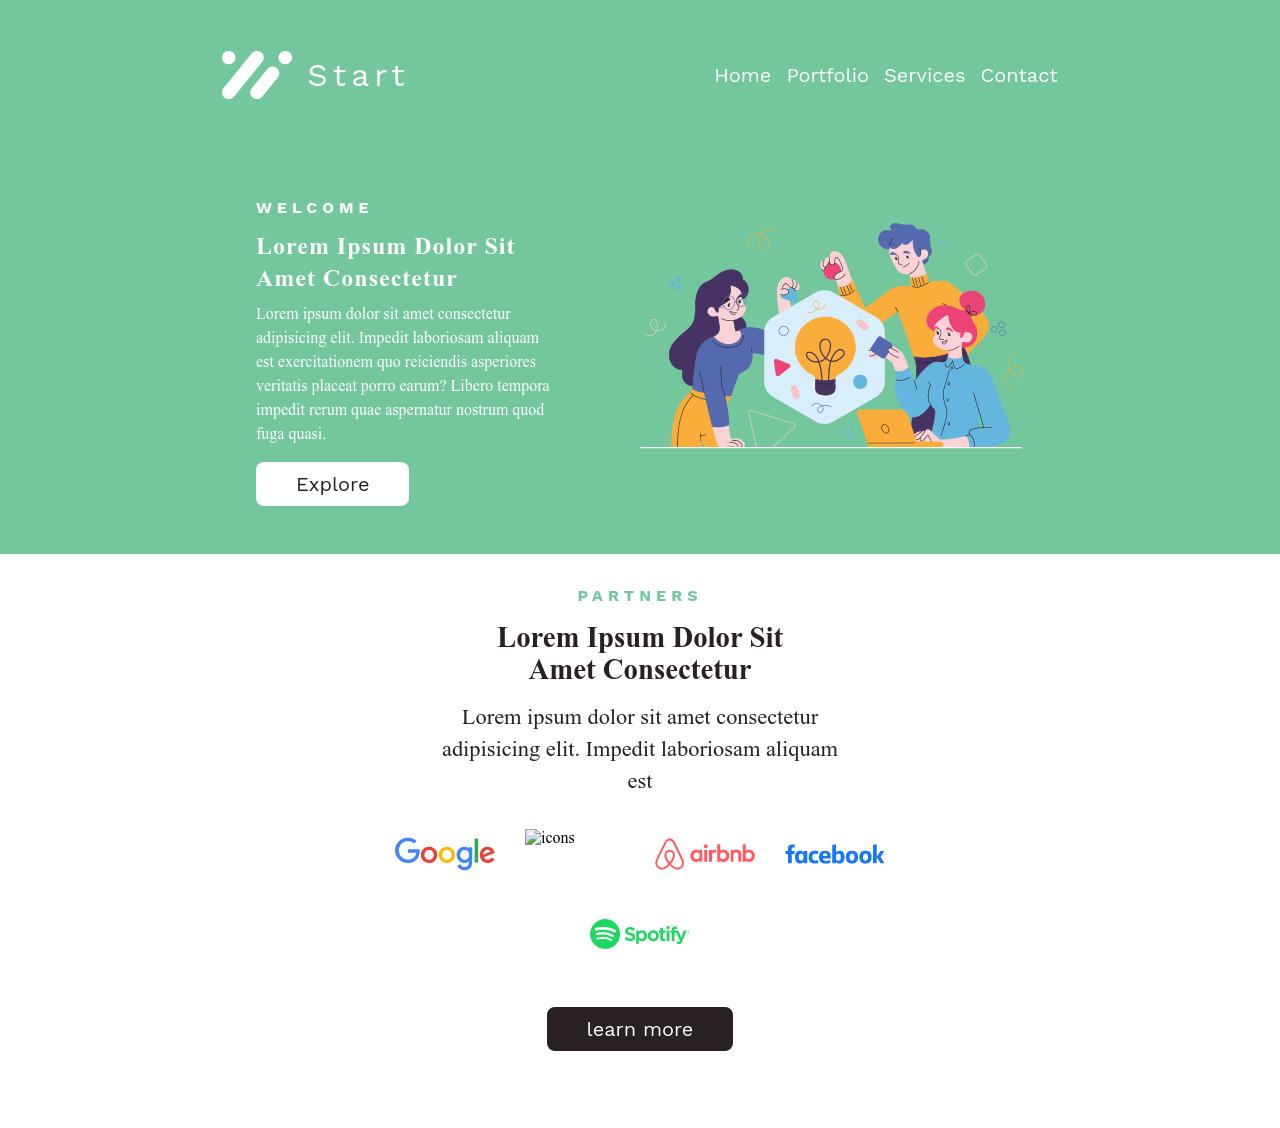 Start
Home Portfolio Services Contact
WELCOME
Lorem Ipsum Dolor Sit
Amet Consectetur
Lorem ipsum dolor sit amet consectetur
adipisicing elit. Impedit laboriosam aliquam
est exercitationem quo reiciendis asperiores
veritatis placeat porro earum? Libero tempora
impedit rerum quae aspernatur nostrum quod
fuga quasi.
Explore
PARTNERS
Lorem Ipsum Dolor Sit
Amet Consectetur
Lorem ipsum dolor sit amet consectetur
adipisicing elit. Impedit laboriosam aliquam
est
Google icons airbnb facebook
Spotify
learn more